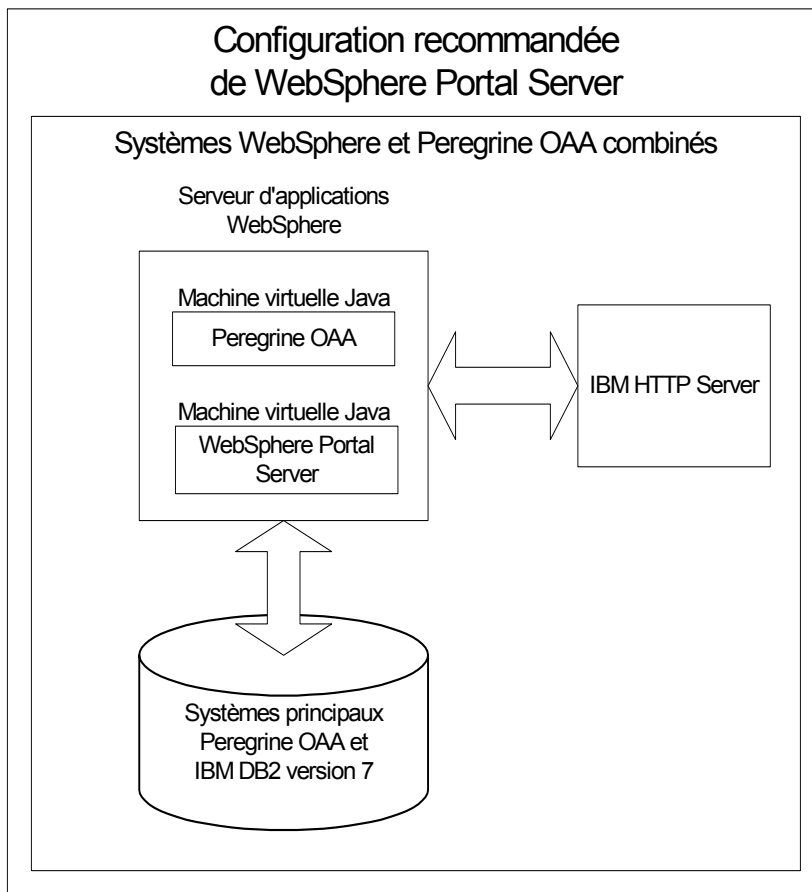 Configuration recommandée
de WebSphere Portal Server
Systèmes WebSphere et Peregrine OAA combinés
Serveur d'applications
WebSphere
Machine virtuelle Java
Peregrine OAA
Machine virtuelle Java
WebSphere Portal
Server
IBM HTTP Server
Systèmes principaux
Peregrine OAA et
IBM DB2 version 7